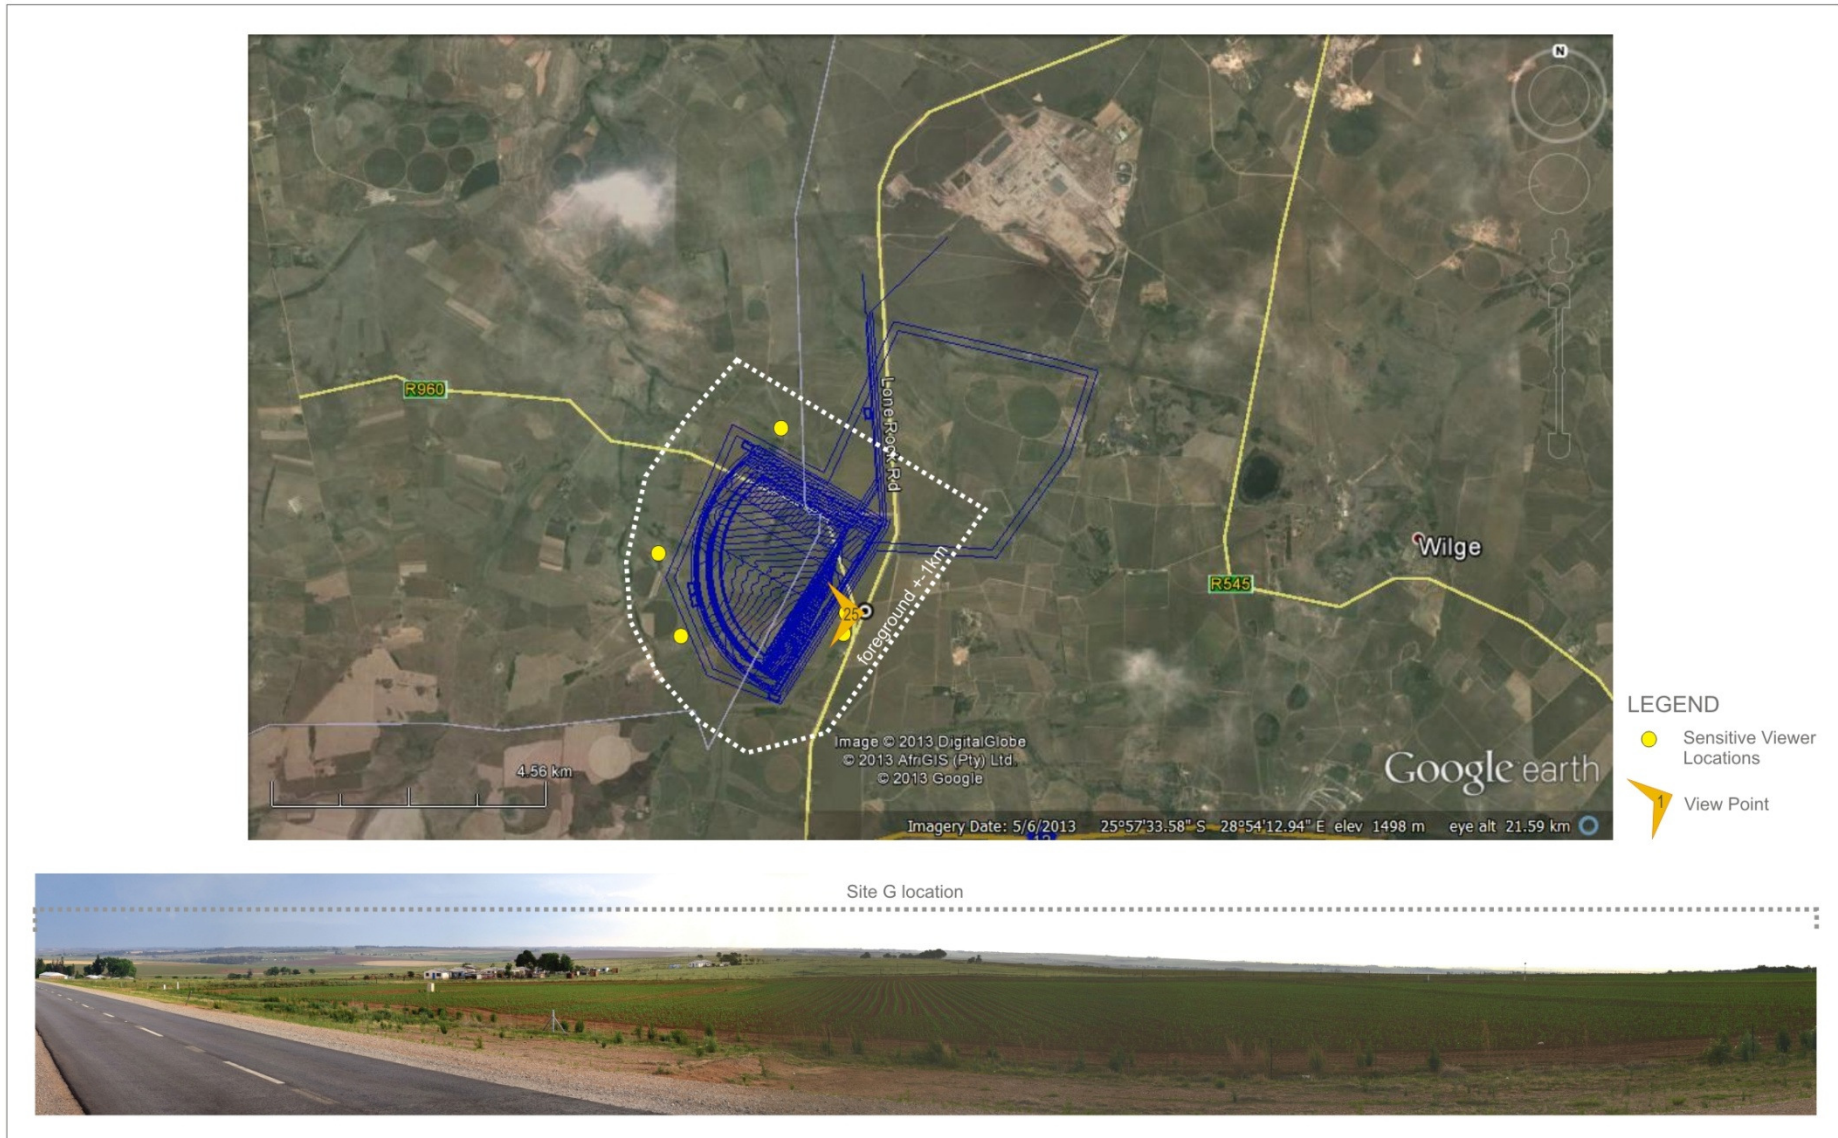 N
R960
Lone Rock Rd
foreground +-1km
25
Wilge
R545
Image © 2013 DigitalGlobe
© 2013 AfriGIS (Pty) Ltd.
© 2013 Google
4.56 km
Google earth
Imagery Date: 5/6/2013 25°57'33.58" S 28°54'12.94" E elev 1498 m eye alt 21.59 km
LEGEND
Sensitive Viewer
Locations
1
View Point
Site G location